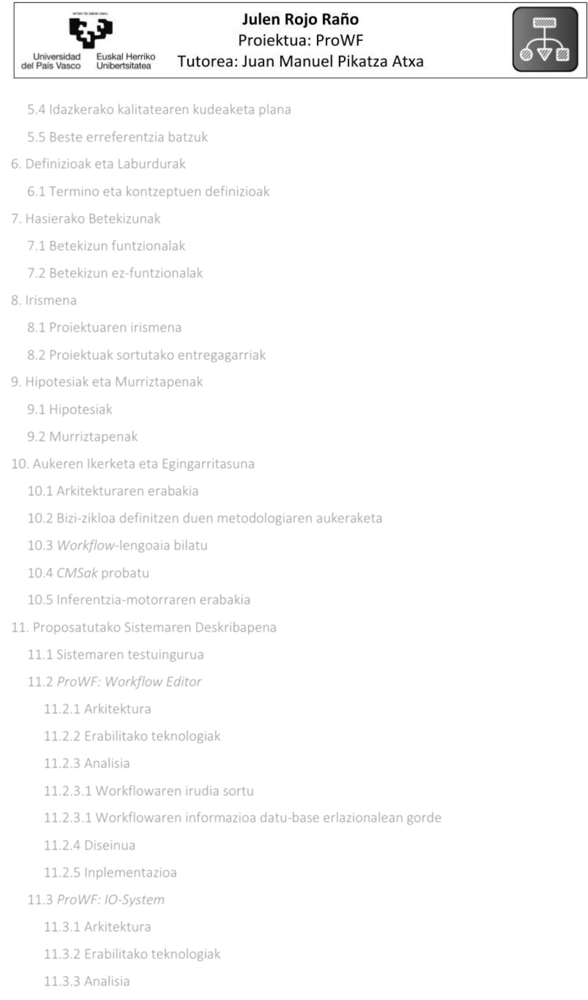 eman ta zabal zazu
Universidad
del País Vasco
Euskal Herriko
Unibertsitatea
Julen Rojo Raño
Proiektua: ProWF
Tutorea: Juan Manuel Pikatza Atxa
5.4 Idazkerako kalitatearen kudeaketa plana
5.5 Beste erreferentzia batzuk
6. Definizioak eta Laburdurak
6.1 Termino eta kontzeptuen definizioak
7. Hasierako Betekizunak
7.1 Betekizun funtzionalak
7.2 Betekizun ez-funtzionalak
8. Irismena
8.1 Proiektuaren irismena
8.2 Proiektuak sortutako entregagarriak
9. Hipotesiak eta Murriztapenak
9.1 Hipotesiak
9.2 Murriztapenak
10. Aukeren Ikerketa eta Egingarritasuna
10.1 Arkitekturaren erabakia
10.2 Bizi-zikloa definitzen duen metodologiaren aukeraketa
10.3 Workflow-lengoaia bilatu
10.4 CMSak probatu
10.5 Inferentzia-motorraren erabakia
11. Proposatutako Sistemaren Deskribapena
11.1 Sistemaren testuingurua
11.2 ProWF: Workflow Editor
11.2.1 Arkitektura
11.2.2 Erabilitako teknologiak
11.2.3 Analisia
11.2.3.1 Workflowaren irudia sortu
11.2.3.1 Workflowaren informazioa datu-base erlazionalean gorde
11.2.4 Diseinua
11.2.5 Inplementazioa
11.3 ProWF: IO-System
11.3.1 Arkitektura
11.3.2 Erabilitako teknologiak
11.3.3 Analisia